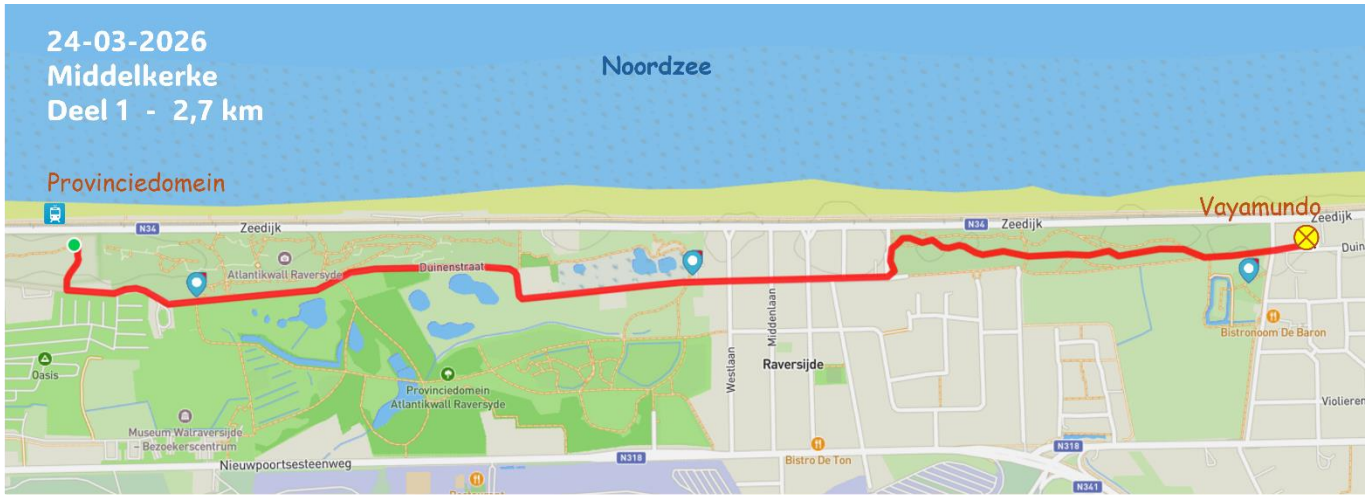 24-03-2026
Middelkerke
Deel 1 - 2,7 km
Noordzee
Provinciedomein
Vayamundo
N34
Zeedijk
N34
Zeedijk
Zeedijk
Duin
Atlantikwall Raversyde
Duinenstraat
Bistronoom De Baron
Oasis
Provinciedomein
Atlantikwall Raversyde
Westlaan
Middenlaan
Raversijde
Violieren
Museum Walraversijde
- Bezoekerscentrum
Nieuwpoortsesteenweg
N318
Bistro De Ton
N318
N341